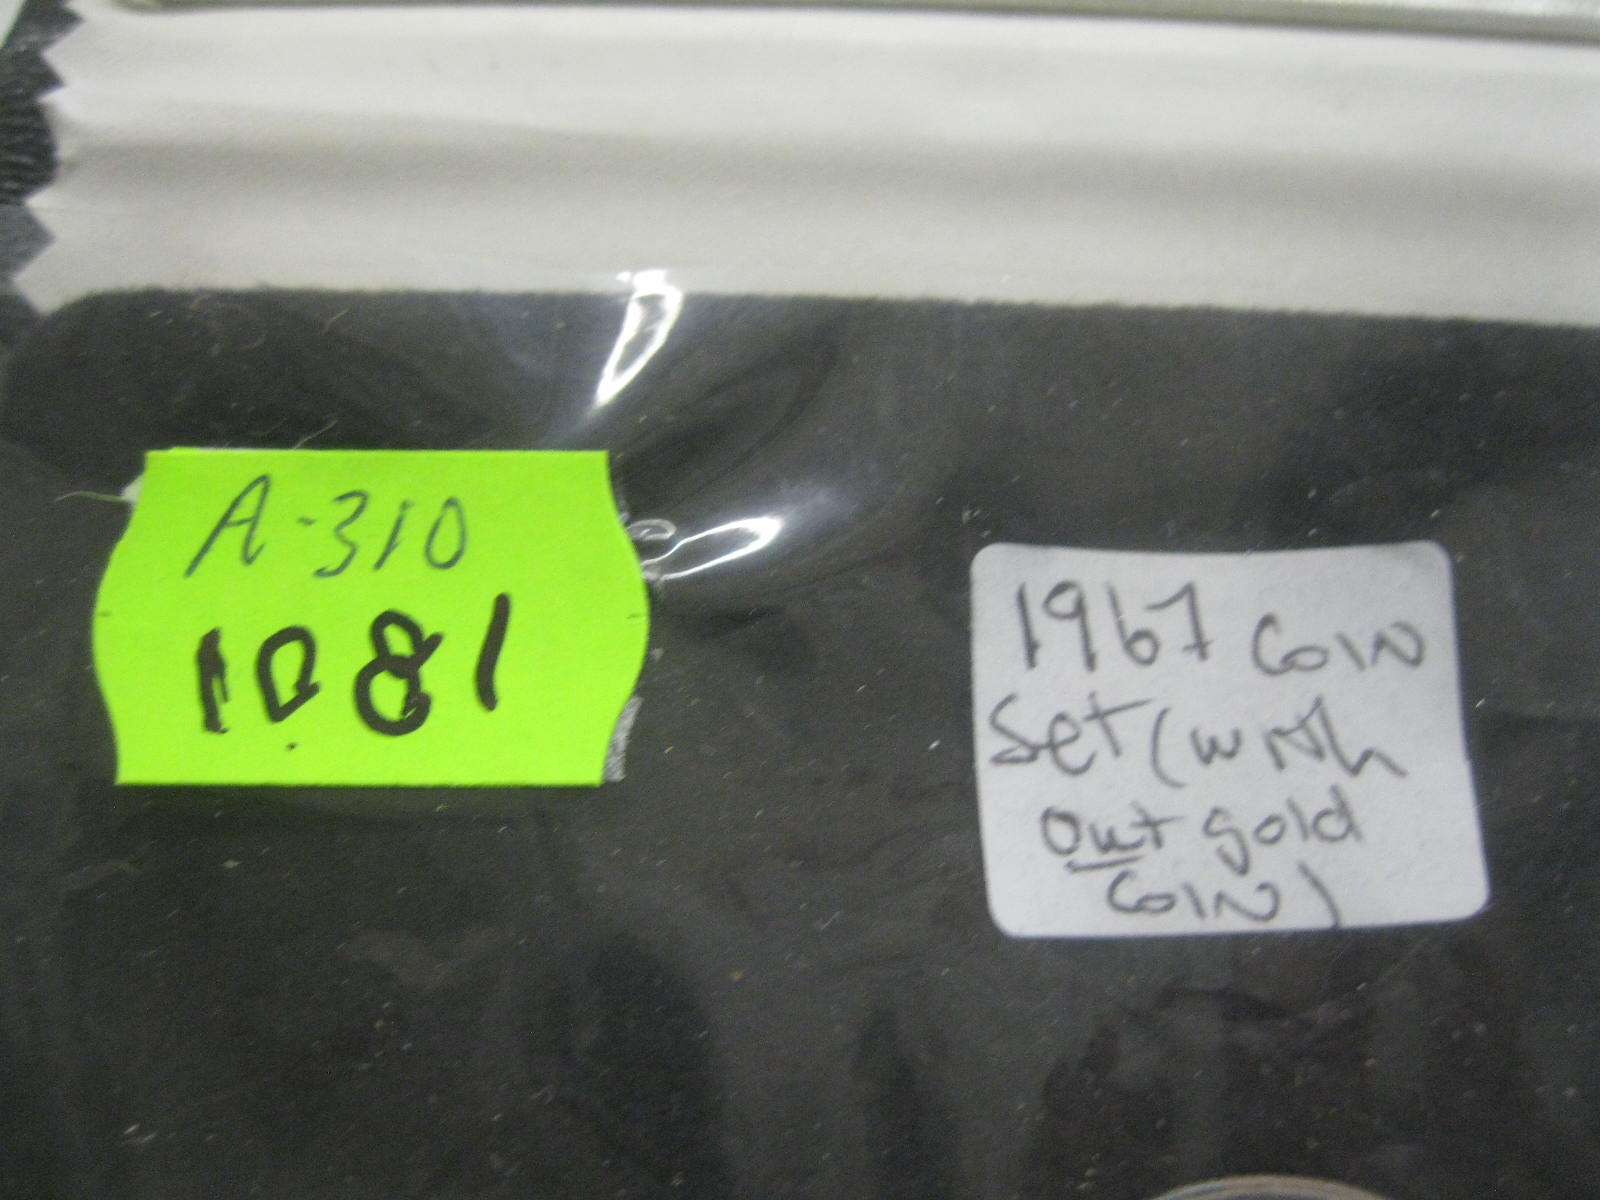 A-310
1081
1967 COIN
Set (with
out gold
COIN)